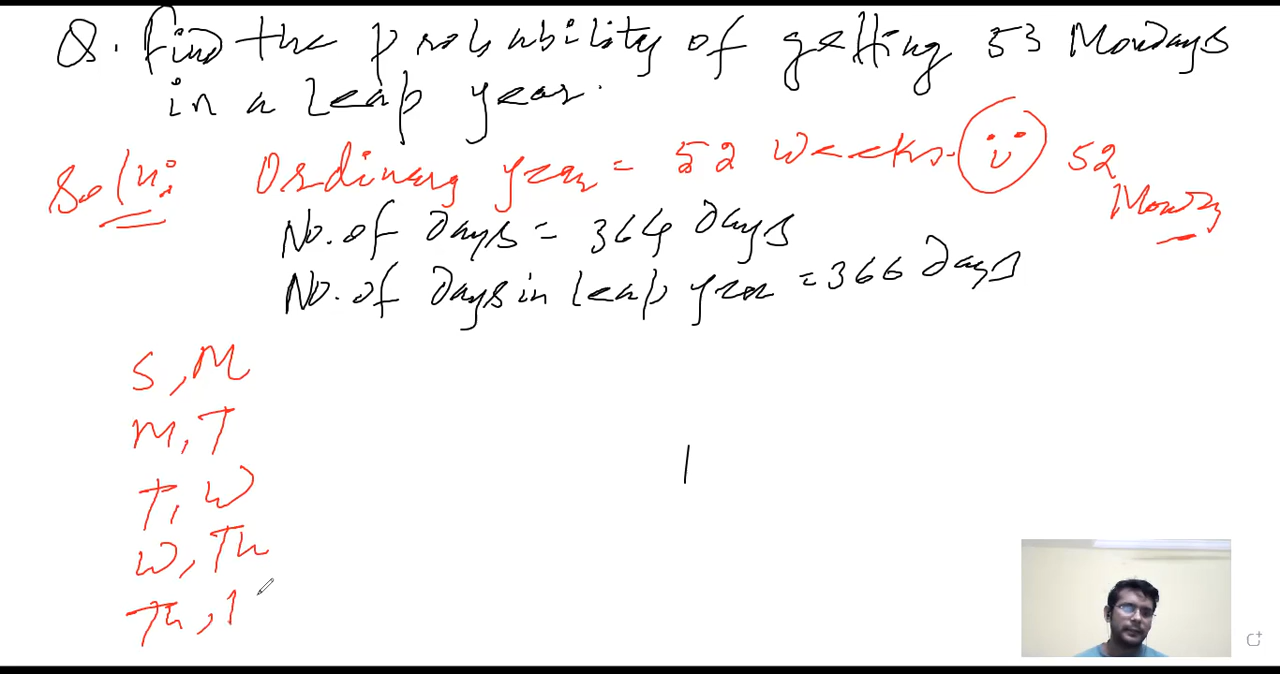 Q. Find the probability of getting 53 Mondays
in a Leap year.
Soln: Ordinary year = 52 weeks. 52
Monday
No. of Days = 364 Days
No. of Days in leap year = 366 Days
S, M
M, T
T, W
W, Th
Th,